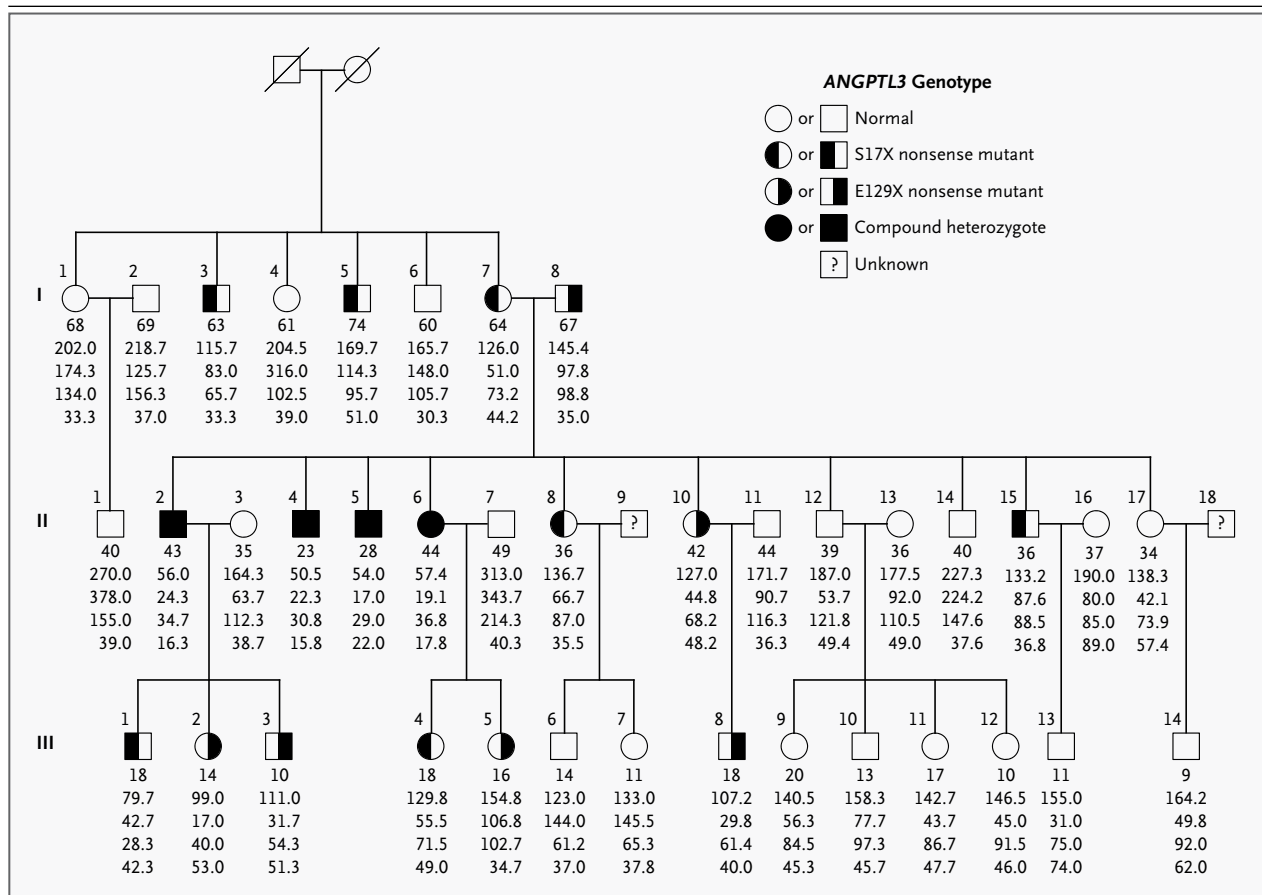 ANGPTL3 Genotype
or Normal
or S17X nonsense mutant
or E129X nonsense mutant
or Compound heterozygote
? Unknown
1 2 3 4 5 6 7 8
I
68 69 63 61 74 60 64 67
202.0 218.7 115.7 204.5 169.7 165.7 126.0 145.4
174.3 125.7 83.0 316.0 114.3 148.0 51.0 97.8
134.0 156.3 65.7 102.5 95.7 105.7 73.2 98.8
33.3 37.0 33.3 39.0 51.0 30.3 44.2 35.0
1 2 3 4 5 6 7 8 9 10 11 12 13 14 15 16 17 18
II ? ?
40 43 35 23 28 44 49 36 42 44 39 36 40 36 37 34
270.0 56.0 164.3 50.5 54.0 57.4 313.0 136.7 127.0 171.7 187.0 177.5 227.3 133.2 190.0 138.3
378.0 24.3 63.7 22.3 17.0 19.1 343.7 66.7 44.8 90.7 53.7 92.0 224.2 87.6 80.0 42.1
155.0 34.7 112.3 30.8 29.0 36.8 214.3 87.0 68.2 116.3 121.8 110.5 147.6 88.5 85.0 73.9
39.0 16.3 38.7 15.8 22.0 17.8 40.3 35.5 48.2 36.3 49.4 49.0 37.6 36.8 89.0 57.4
1 2 3 4 5 6 7 8 9 10 11 12 13 14
III
18 14 10 18 16 14 11 18 20 13 17 10 11 9
79.7 99.0 111.0 129.8 154.8 123.0 133.0 107.2 140.5 158.3 142.7 146.5 155.0 164.2
42.7 17.0 31.7 55.5 106.8 144.0 145.5 29.8 56.3 77.7 43.7 45.0 31.0 49.8
28.3 40.0 54.3 71.5 102.7 61.2 65.3 61.4 84.5 97.3 86.7 91.5 75.0 92.0
42.3 53.0 51.3 49.0 34.7 37.0 37.8 40.0 45.3 45.7 47.7 46.0 74.0 62.0